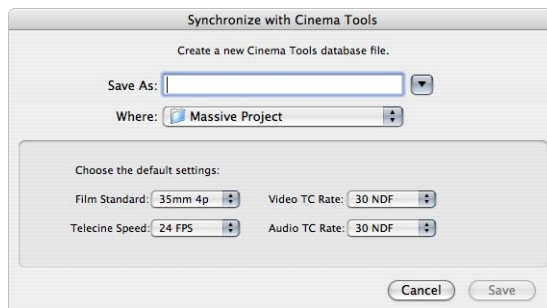 Synchronize with Cinema Tools
Create a new Cinema Tools database file.
Save As:
Where: Massive Project
Choose the default settings:
Film Standard: 35mm 4p Video TC Rate: 30 NDF
Telecine Speed: 24 FPS Audio TC Rate: 30 NDF
Cancel Save